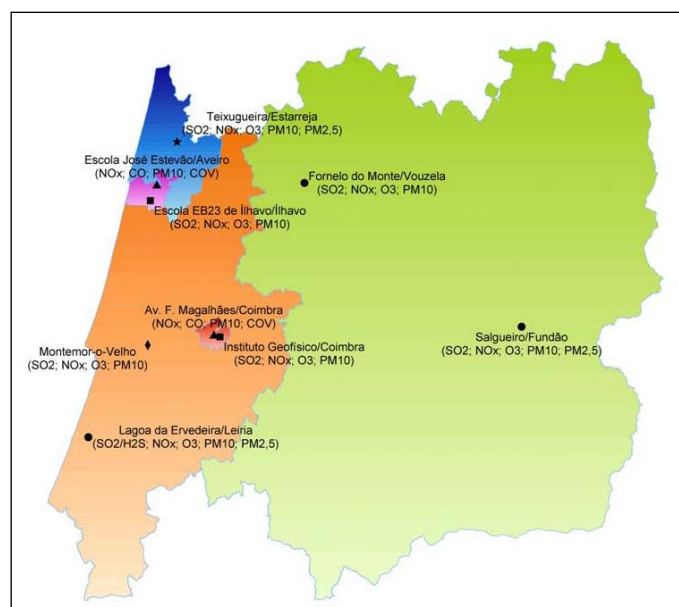 Teixugueira/Estarreja
(SO2; NOx; O3; PM10; PM2,5)
Escola José Estevão/Aveiro
(NOx; CO; PM10; COV)
Fornelo do Monte/Vouzela
(SO2; NOx; O3; PM10)
Escola EB23 de Ílhavo/Ílhavo
(SO2; NOx; O3; PM10)
Av. F. Magalhães/Coimbra
(NOx; CO; PM10; COV)
Montemor-o-Velho
(SO2; NOx; O3; PM10)
Instituto Geofísico/Coimbra
(SO2; NOx; O3; PM10)
Salgueiro/Fundão
(SO2; NOx; O3; PM10; PM2,5)
Lagoa da Ervedeira/Leiria
(SO2/H2S; NOx; O3; PM10; PM2,5)